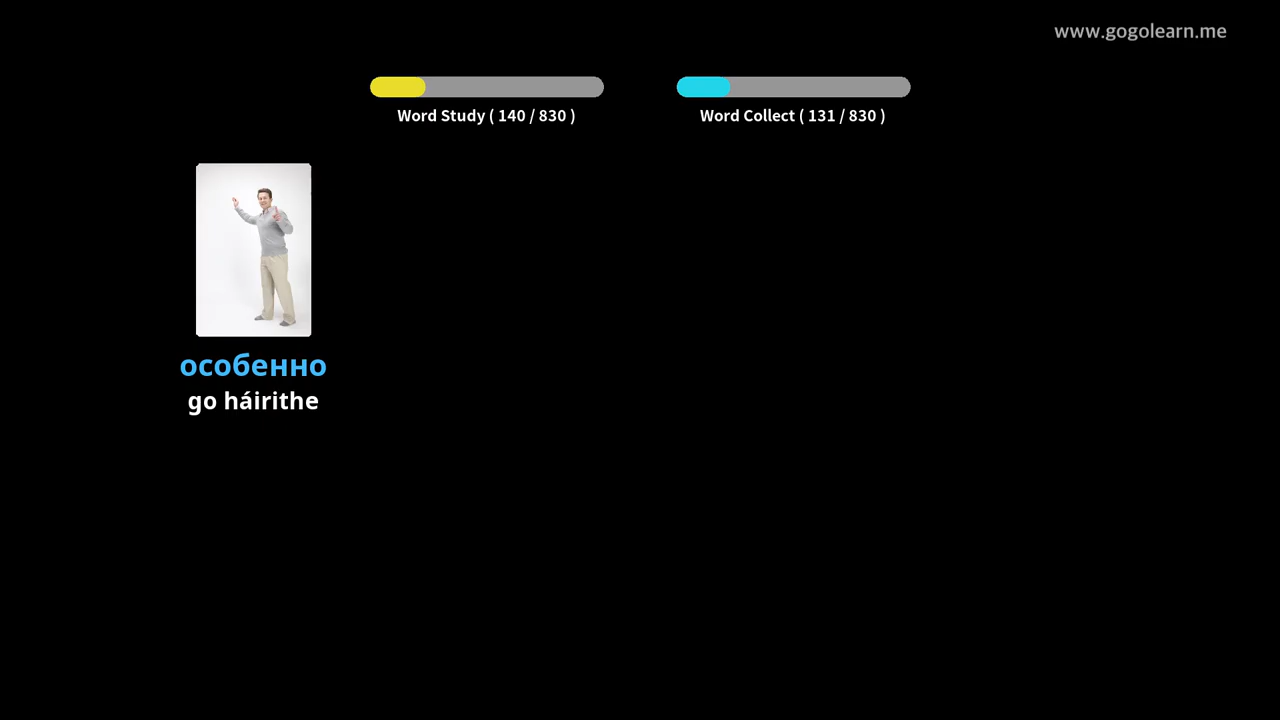 www.gogolearn.me
Word Study ( 140 / 830 )
Word Collect ( 131 / 830 )
особенно
go háirithe